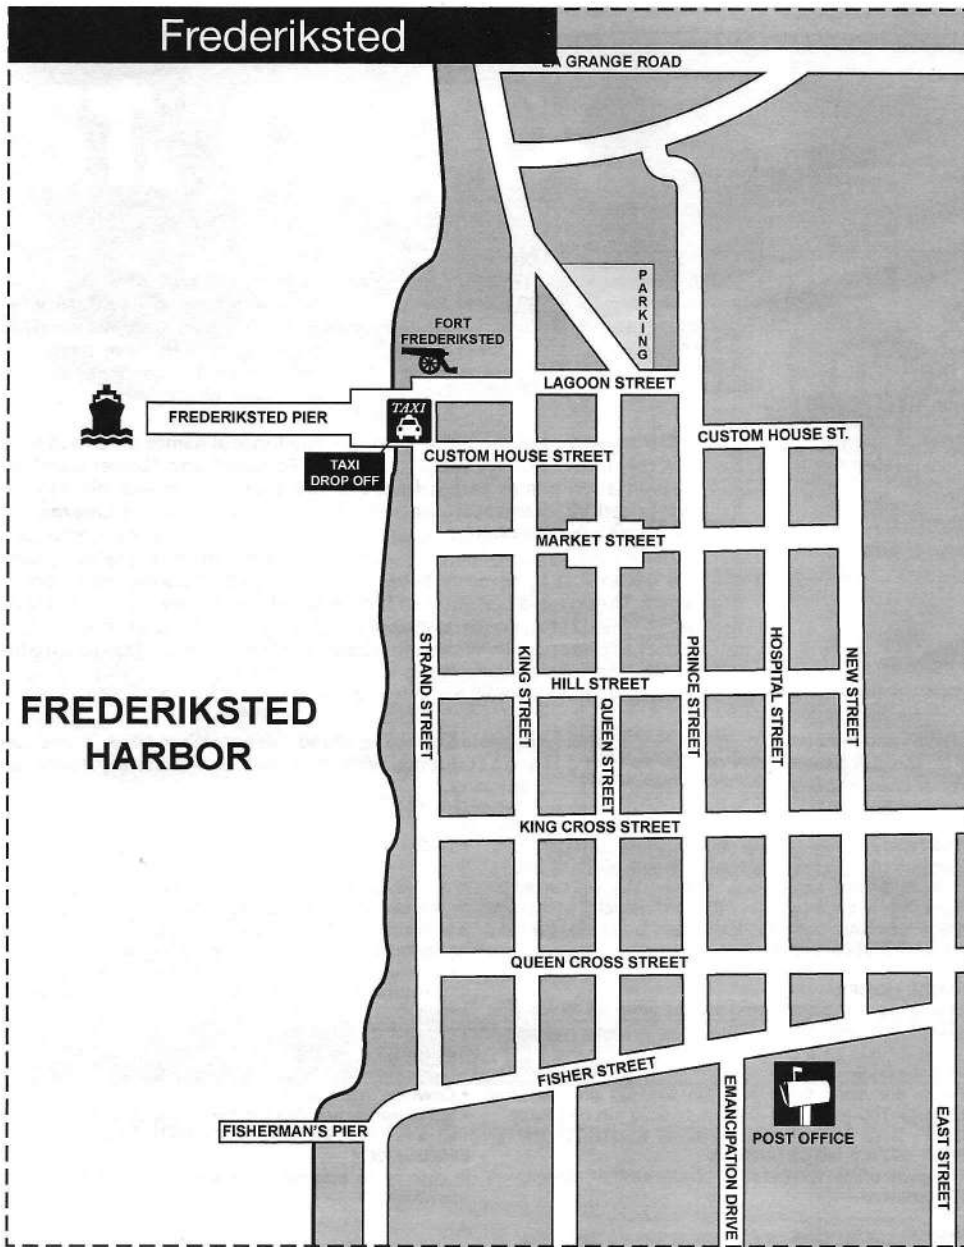 Frederiksted
LA GRANGE ROAD
PARKING
FORT
FREDERIKSTED
LAGOON STREET
FREDERIKSTED PIER
TAXI
CUSTOM HOUSE ST.
CUSTOM HOUSE STREET
TAXI
DROP OFF
MARKET STREET
STRAND STREET
KING STREET
QUEEN STREET
PRINCE STREET
HOSPITAL STREET
NEW STREET
HILL STREET
FREDERIKSTED
HARBOR
KING CROSS STREET
QUEEN CROSS STREET
FISHER STREET
EMANCIPATION DRIVE
POST OFFICE
EAST STREET
FISHERMAN'S PIER